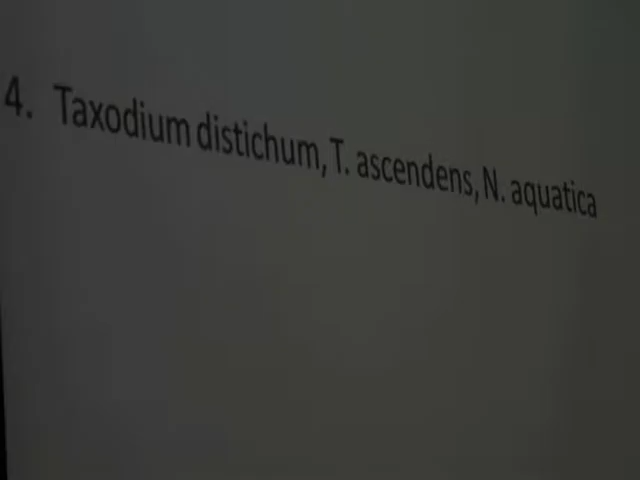 4. Taxodium distichum, T. ascendens, N. aquatica